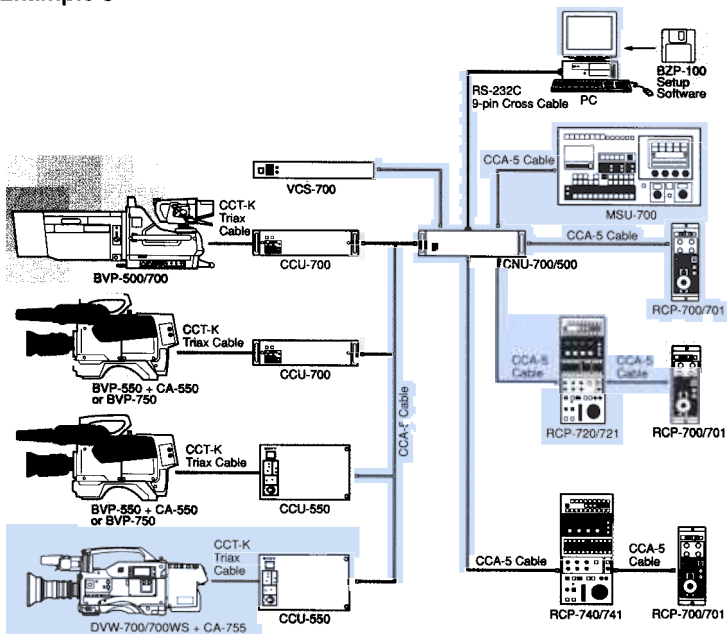 Example
BZP-100
Setup
Software
PC
RS-232C
9-pin Cross Cable
CCA-5 Cable
MSU-700
VCS-700
CCT-K
Triax
Cable
BVP-500/700
CCU-700
CNU-700/500
CCA-5 Cable
RCP-700/701
CCT-K
Triax Cable
BVP-550 + CA-550
or BVP-750
CCU-700
CCA-5
Cable
RCP-720/721
CCA-5
Cable
RCP-700/701
CCA-5 Cable
CCT-K
Triax Cable
BVP-550 + CA-550
or BVP-750
CCU-550
CCT-K
Triax
Cable
DVW-700/700WS + CA-755
CCU-550
CCA-5 Cable
RCP-740/741
CCA-5
Cable
RCP-700/701